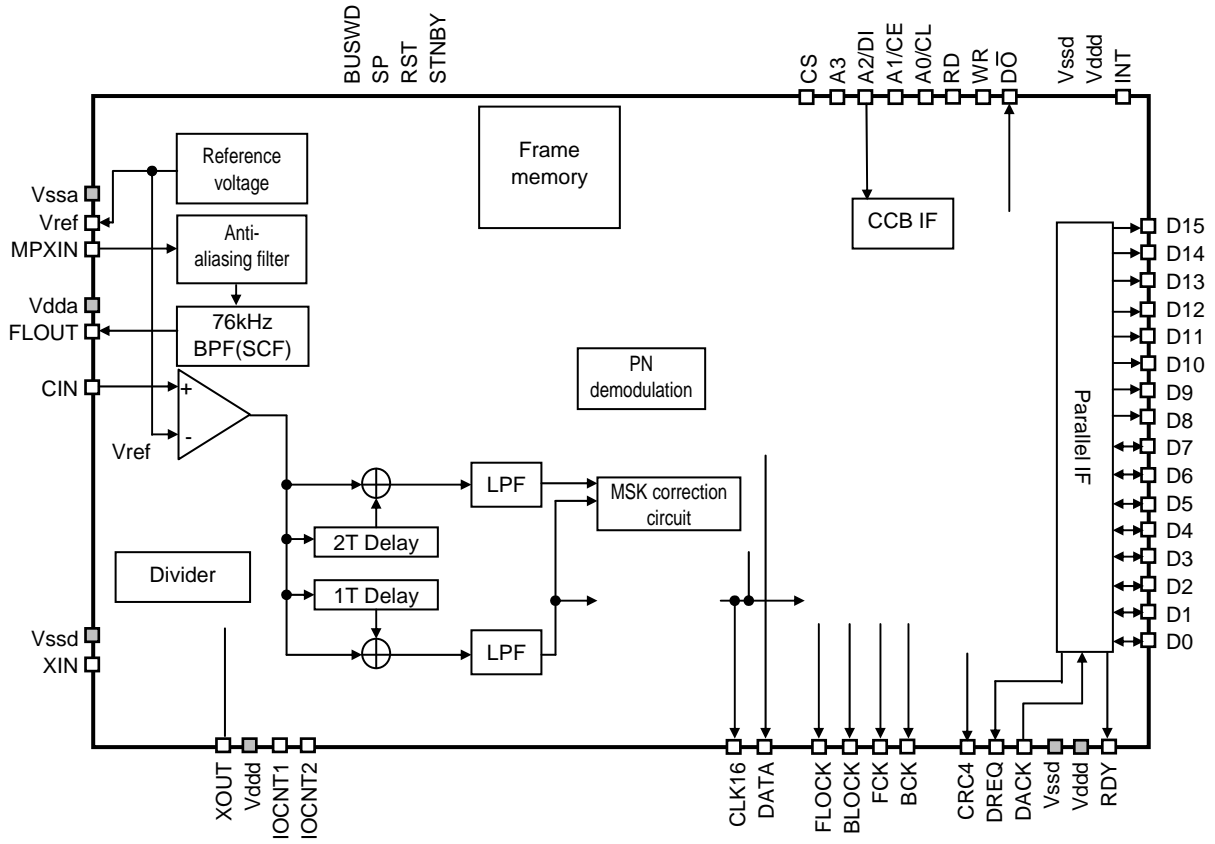 BUSWD
SP
RST
STNBY
CS
A3
A2/DI
A1/CE
A0/CL
RD
WR
D̅O̅
Vssd
Vddd
INT
Reference
voltage
Frame
memory
Vssa
Vref
MPXIN
Anti-
aliasing filter
CCB IF
Vdda
FLOUT
76kHz
BPF(SCF)
CIN
+
-
Vref
PN
demodulation
LPF
MSK correction
circuit
2T Delay
Divider
1T Delay
LPF
Vssd
XIN
Parallel IF
D15
D14
D13
D12
D11
D10
D9
D8
D7
D6
D5
D4
D3
D2
D1
D0
XOUT
Vddd
IOCNT1
IOCNT2
CLK16
DATA
FLOCK
BLOCK
FCK
BCK
CRC4
DREQ
DACK
Vssd
Vddd
RDY